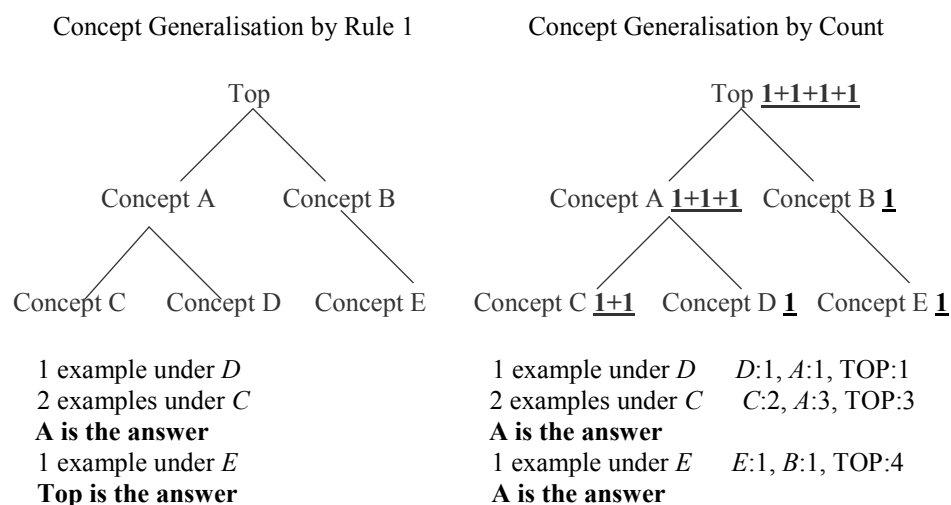 Concept Generalisation by Rule 1
Top
Concept A Concept B
Concept C Concept D Concept E
1 example under D
2 examples under C
A is the answer
1 example under E
Top is the answer
Concept Generalisation by Count
Top 1+1+1+1
Concept A 1+1+1 Concept B 1
Concept C 1+1 Concept D 1 Concept E 1
1 example under D D:1, A:1, TOP:1
2 examples under C C:2, A:3, TOP:3
A is the answer
1 example under E E:1, B:1, TOP:4
A is the answer